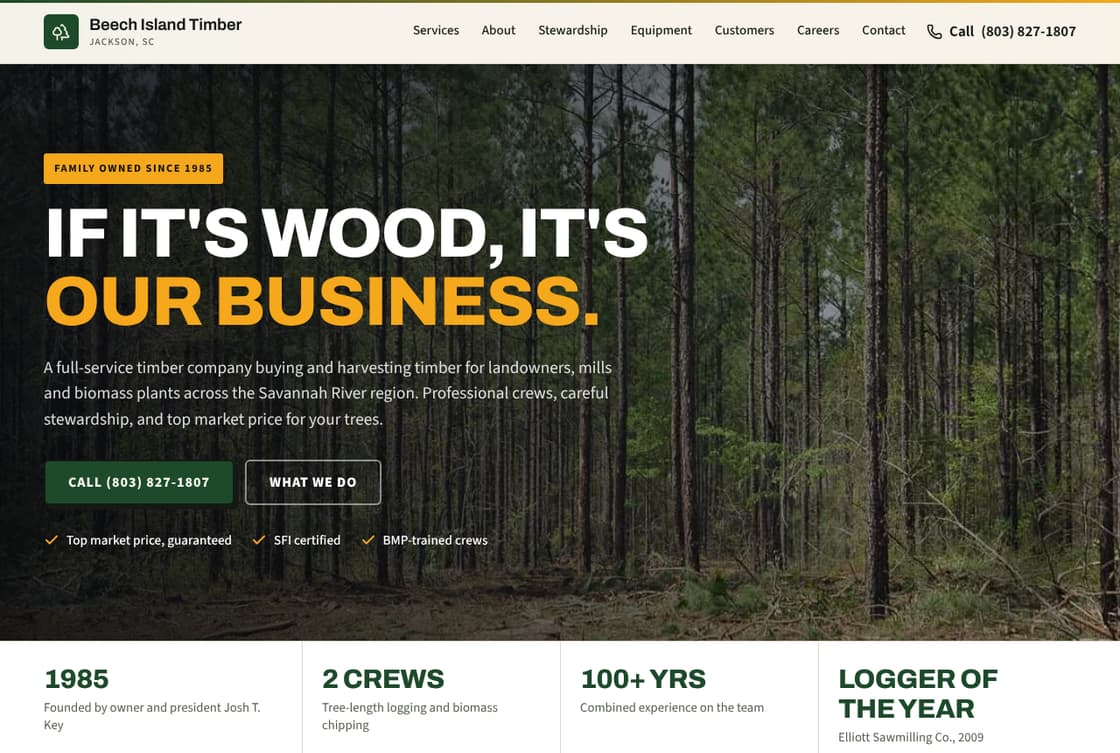 Beech Island Timber
JACKSON, SC
Services
About
Stewardship
Equipment
Customers
Careers
Contact
Call (803) 827-1807
FAMILY OWNED SINCE 1985
IF IT'S WOOD, IT'S
OUR BUSINESS.
A full-service timber company buying and harvesting timber for landowners, mills
and biomass plants across the Savannah River region. Professional crews, careful
stewardship, and top market price for your trees.
CALL (803) 827-1807
WHAT WE DO
Top market price, guaranteed
SFI certified
BMP-trained crews
1985
Founded by owner and president Josh T.
Key
2 CREWS
Tree-length logging and biomass
chipping
100+ YRS
Combined experience on the team
LOGGER OF
THE YEAR
Elliott Sawmilling Co., 2009